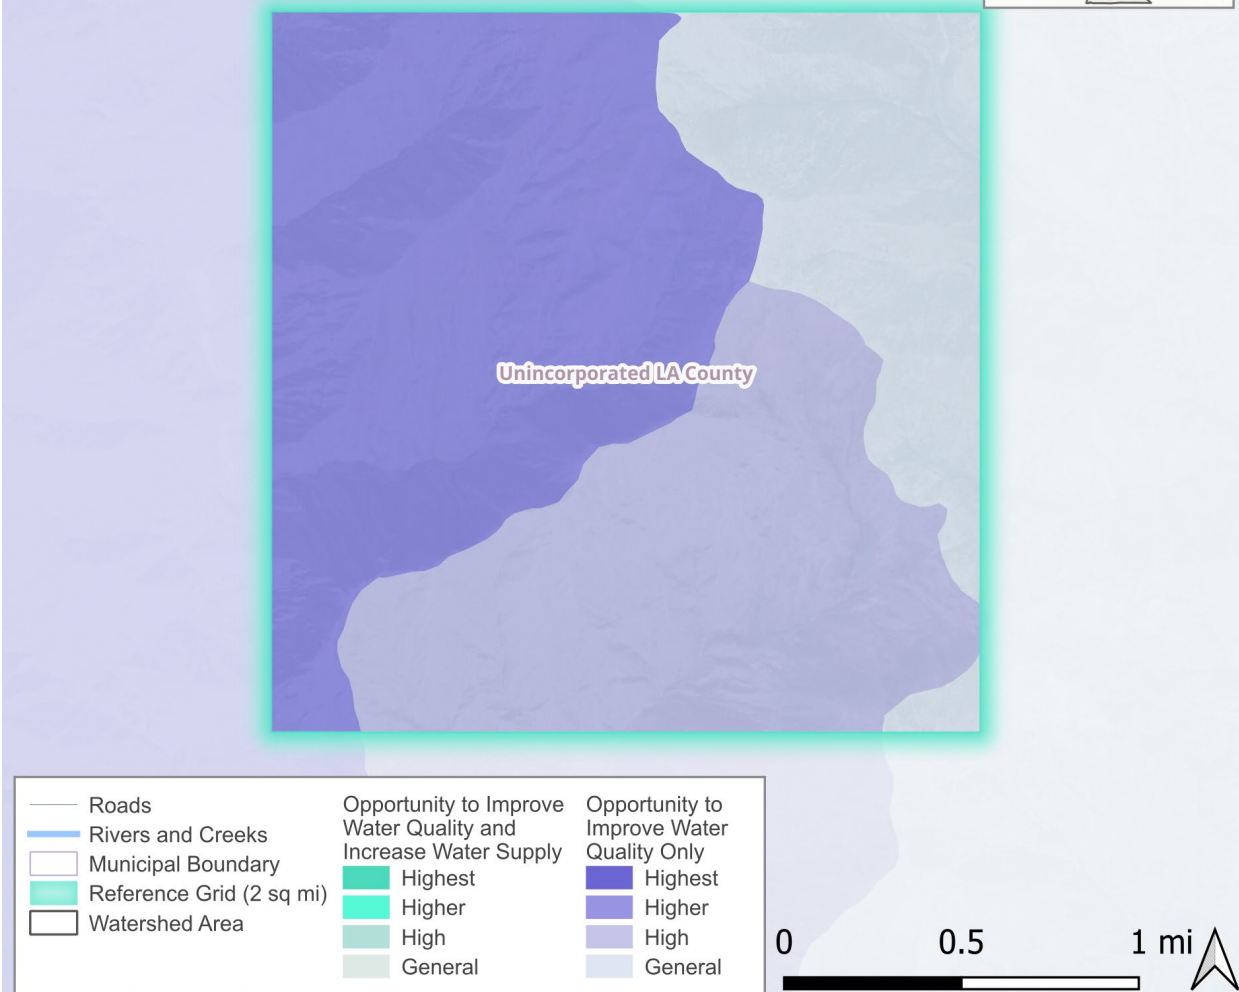 Unincorporated LA County
Roads
Rivers and Creeks
Municipal Boundary
Reference Grid (2 sq mi)
Watershed Area
Opportunity to Improve
Water Quality and
Increase Water Supply
Highest
Higher
High
General
Opportunity to
Improve Water
Quality Only
Highest
Higher
High
General
0 0.5 1 mi